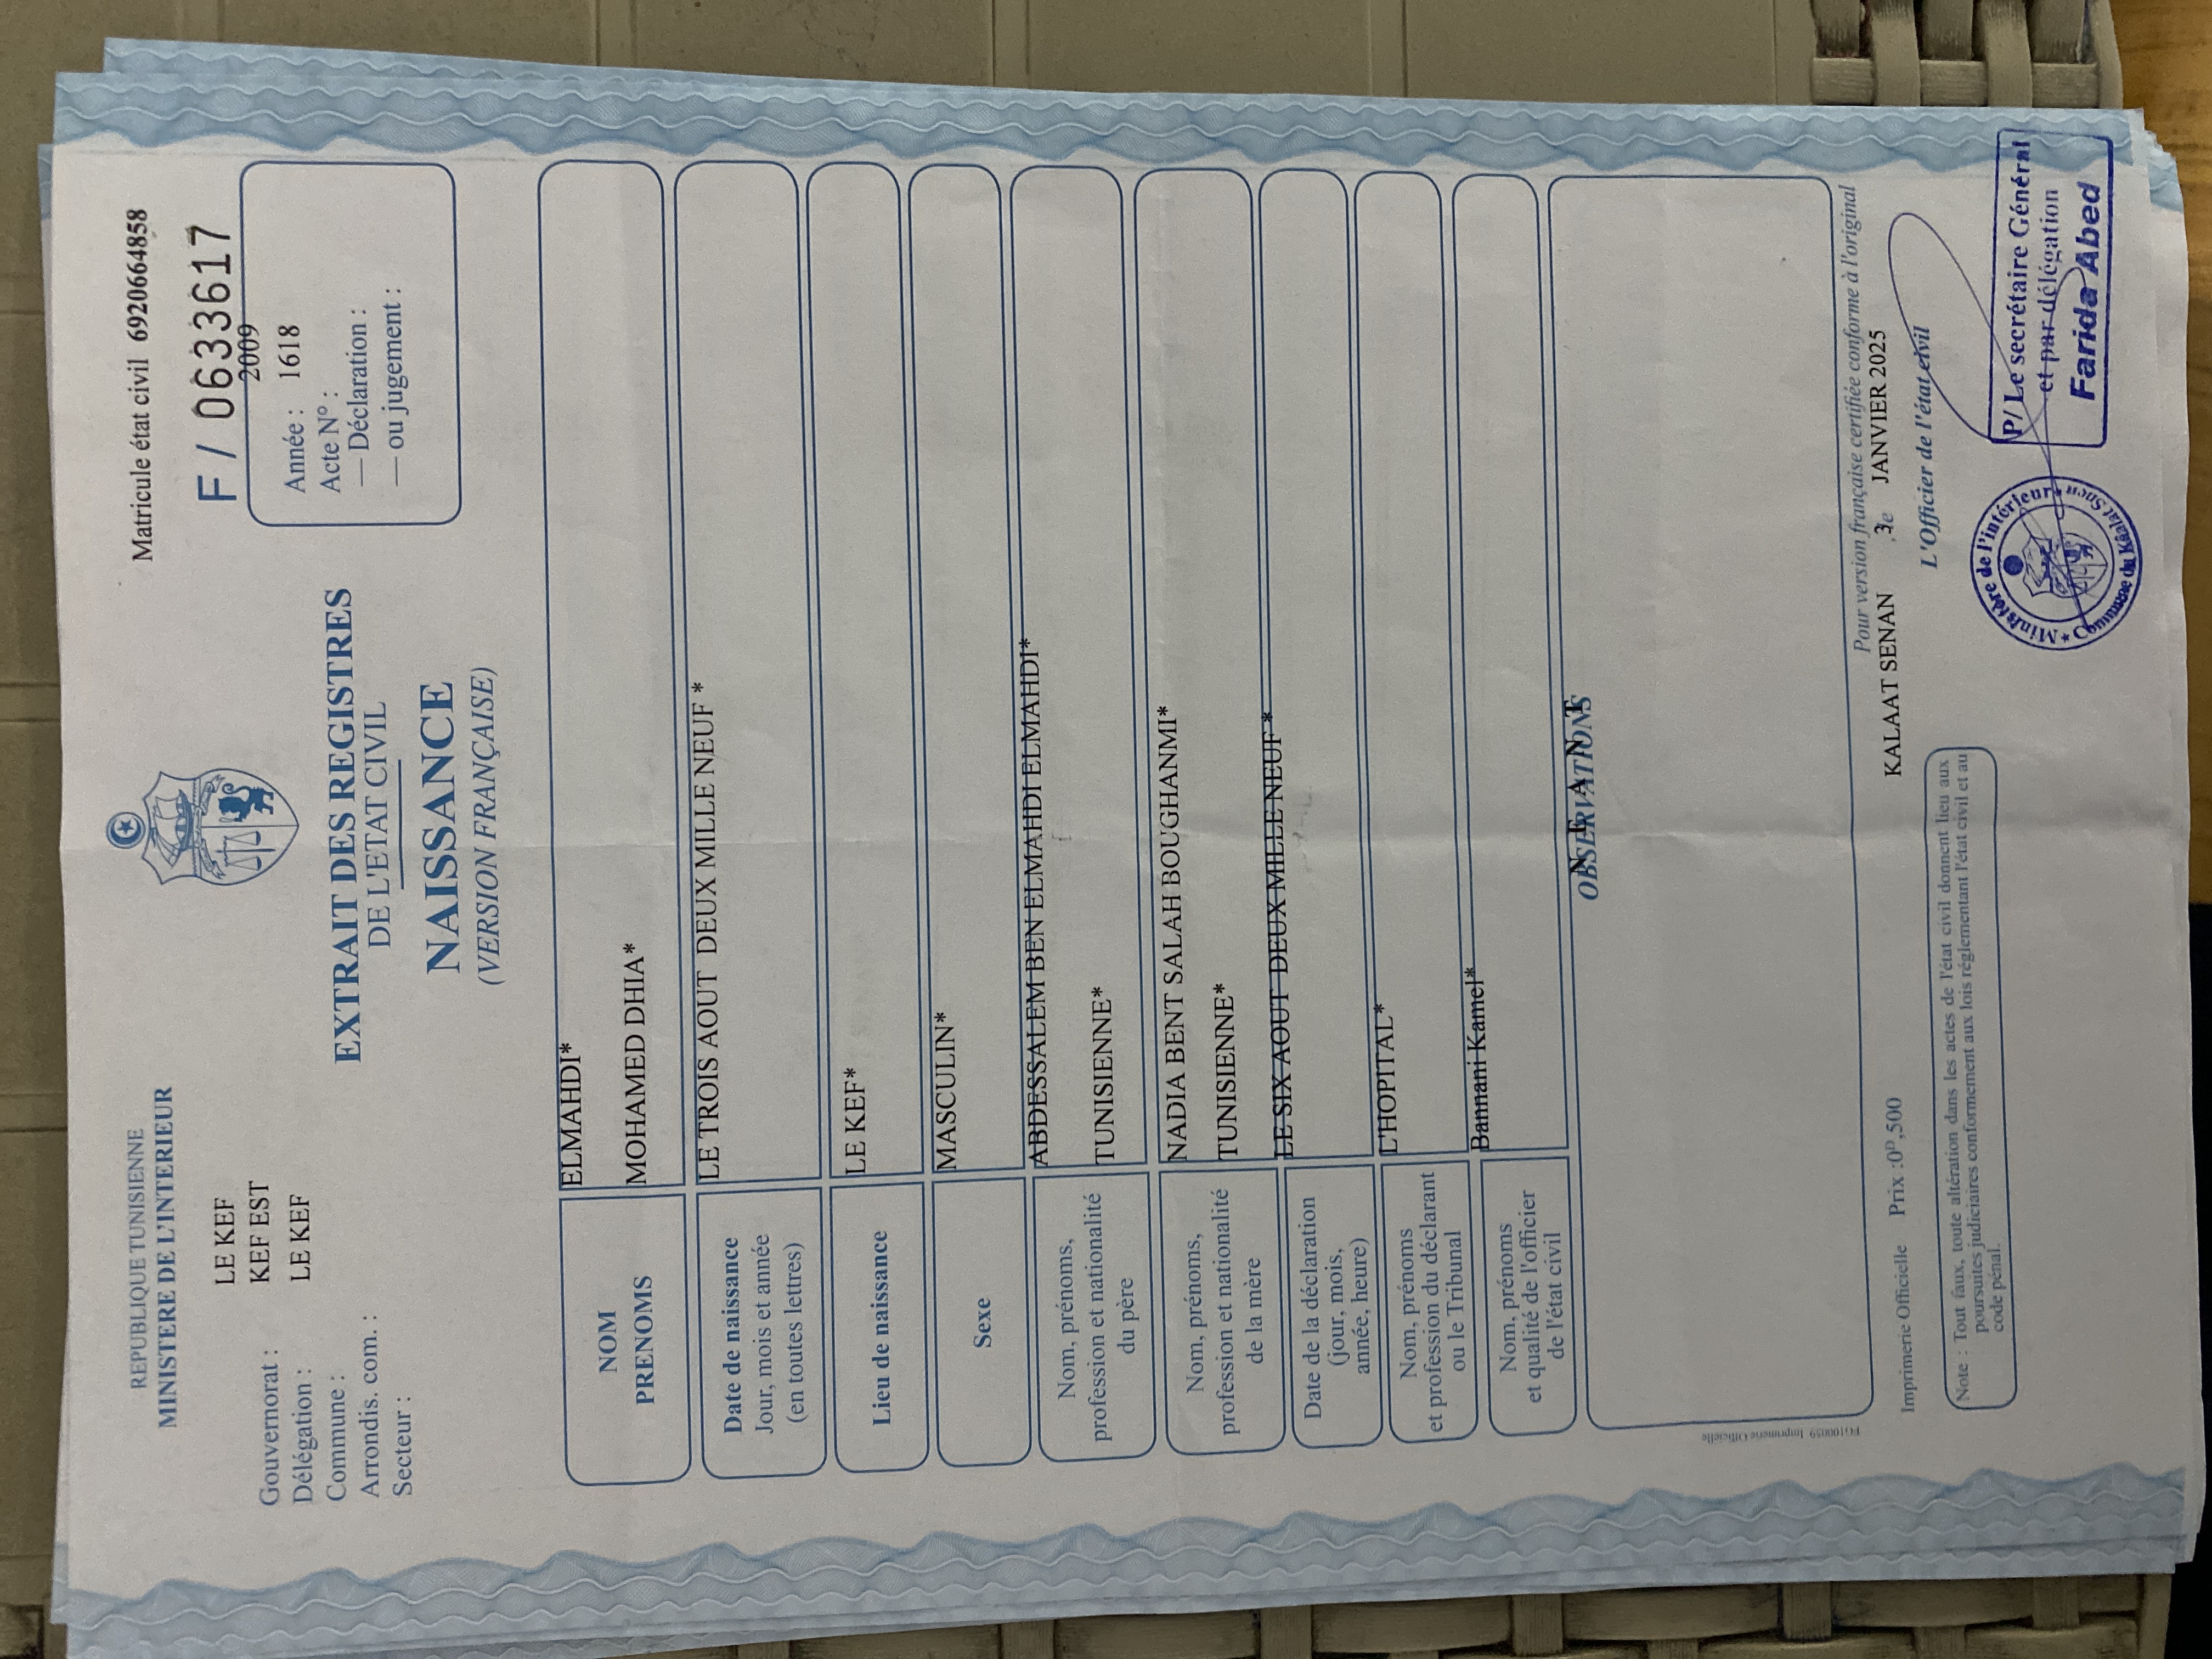 REPUBLIQUE TUNISIENNE
MINISTERE DE L'INTERIEUR
Matricule état civil 6920664858
F / 0633617
Gouvernorat : LE KEF
Délégation : KEF EST
Commune : LE KEF
Arrondis. com. :
Secteur :
2009
Année : 1618
Acte N° :
— Déclaration :
— ou jugement :
EXTRAIT DES REGISTRES
DE L'ETAT CIVIL
NAISSANCE
(VERSION FRANÇAISE)
NOM ELMAHDI*
PRENOMS MOHAMED DHIA*
Date de naissance
Jour, mois et année
(en toutes lettres)
LE TROIS AOUT DEUX MILLE NEUF *
Lieu de naissance LE KEF*
Sexe MASCULIN*
Nom, prénoms,
profession et nationalité
du père
ABDESSALEM BEN ELMAHDI ELMAHDI*
TUNISIENNE*
Nom, prénoms,
profession et nationalité
de la mère
NADIA BENT SALAH BOUGHANMI*
TUNISIENNE*
Date de la déclaration
(jour, mois,
année, heure)
LE SIX AOUT DEUX MILLE NEUF *
Nom, prénoms
et profession du déclarant
ou le Tribunal
L'HOPITAL*
Nom, prénoms
et qualité de l'officier
de l'état civil
Bannani Kamel*
OBSERVATIONS
N E A N T
FG100059 Imprimerie Officielle
Pour version française certifiée conforme à l'original
KALAAT SENAN ,3e JANVIER 2025
L'Officier de l'état civil
Imprimerie Officielle Prix :0ᴰ,500
Note : Tout faux, toute altération dans les actes de l'état civil donnent lieu aux
poursuites judiciaires conformement aux lois réglementant l'état civil et au
code pénal.
Ministère de l'intérieur * Commune du Kalat Snen *
P/ Le secrétaire Général
et par délégation
Farida Abed